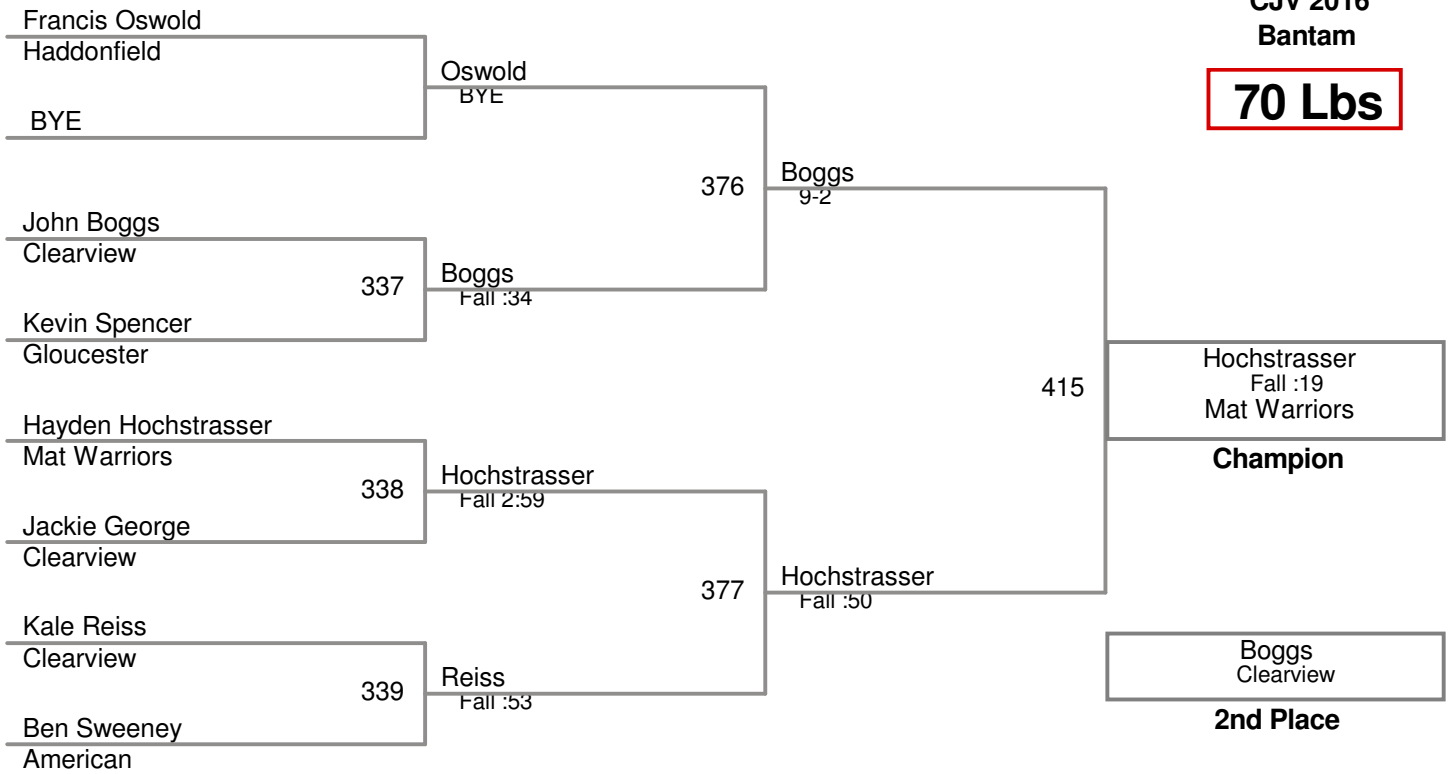 CJV 2016
Bantam
70 Lbs
Francis Oswold
Haddonfield
BYE
Oswold
BYE
John Boggs
Clearview
337
Kevin Spencer
Gloucester
Boggs
Fall :34
376
Boggs
9-2
Hayden Hochstrasser
Mat Warriors
338
Jackie George
Clearview
Hochstrasser
Fall 2:59
Kale Reiss
Clearview
339
Ben Sweeney
American
Reiss
Fall :53
377
Hochstrasser
Fall :50
415
Hochstrasser
Fall :19
Mat Warriors
Champion
Boggs
Clearview
2nd Place